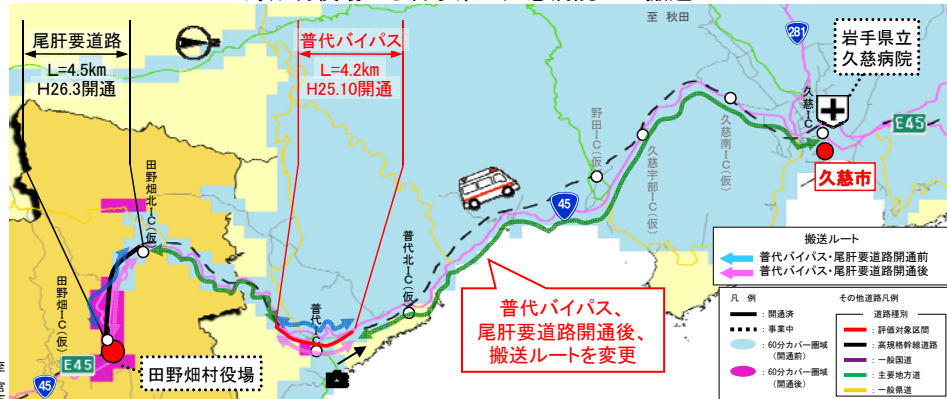 至 秋田
尾肝要道路
L=4.5km
H26.3開通
普代バイパス
L=4.2km
H25.10開通
281
岩手県立
久慈病院
久慈IC
E45
久慈市
久慈南IC(仮)
久慈宇部IC(仮)
野田IC(仮)
45
田野畑北IC(仮)
普代北IC(仮)
普代IC
田野畑IC(仮)
E45
45
田野畑村役場
普代バイパス、
尾肝要道路開通後、
搬送ルートを変更
搬送ルート
普代バイパス・尾肝要道路開通前
普代バイパス・尾肝要道路開通後
凡 例
:開通済
:事業中
:60分カバー圏域
(開通前)
:60分カバー圏域
(開通後)
その他道路凡例
道路種別
:評価対象区間
:高規格幹線道路
:一般国道
:主要地方道
:一般県道